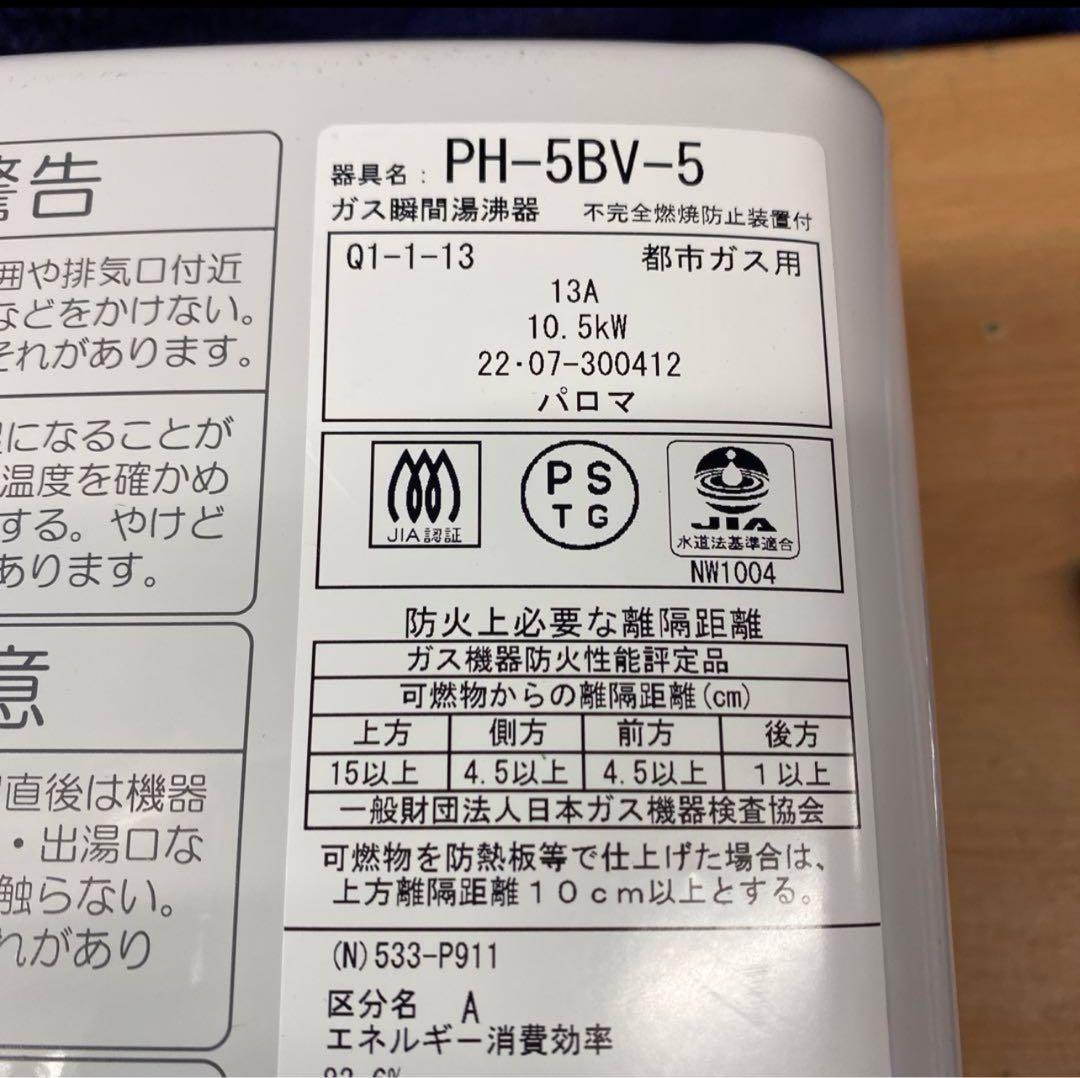 警告
囲や排気口付近
などをかけない。
それがあります。
になることが
温度を確かめ
する。やけど
あります。
意
直後は機器
・出湯口な
触らない。
れがあり
器具名: PH-5BV-5
ガス瞬間湯沸器 不完全燃焼防止装置付
Q1-1-13 都市ガス用
13A
10.5kW
22・07-300412
パロマ
JIA認証
PS
TG
JIA
水道法基準適合
NW1004
防火上必要な離隔距離
ガス機器防火性能評定品
可燃物からの離隔距離(cm)
上方 側方 前方 後方
15以上 4.5以上 4.5以上 1以上
一般財団法人日本ガス機器検査協会
可燃物を防熱板等で仕上げた場合は、
上方離隔距離10cm以上とする。
(N)533-P911
区分名 A
エネルギー消費効率